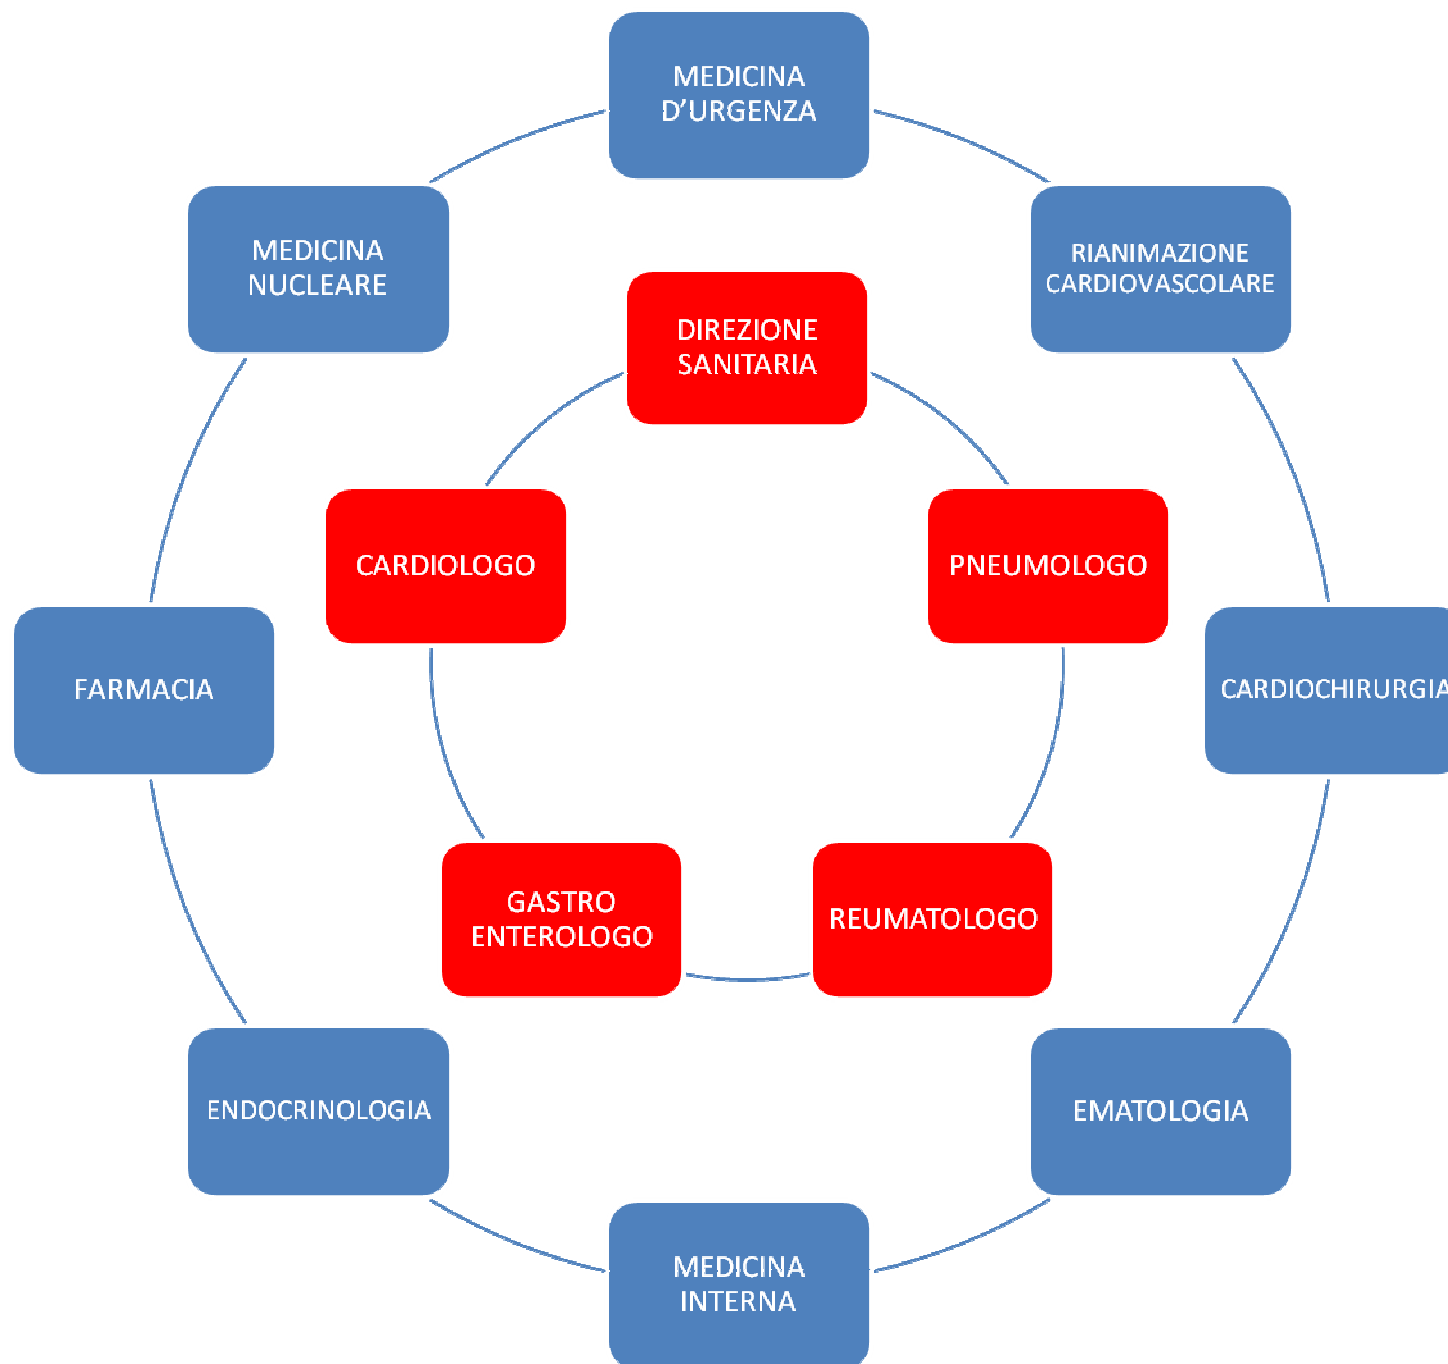 MEDICINA
D'URGENZA
MEDICINA
NUCLEARE
RIANIMAZIONE
CARDIOVASCOLARE
DIREZIONE
SANITARIA
CARDIOLOGO
PNEUMOLOGO
FARMACIA
CARDIOCHIRURGIA
GASTRO
ENTEROLOGO
REUMATOLOGO
ENDOCRINOLOGIA
EMATOLOGIA
MEDICINA
INTERNA